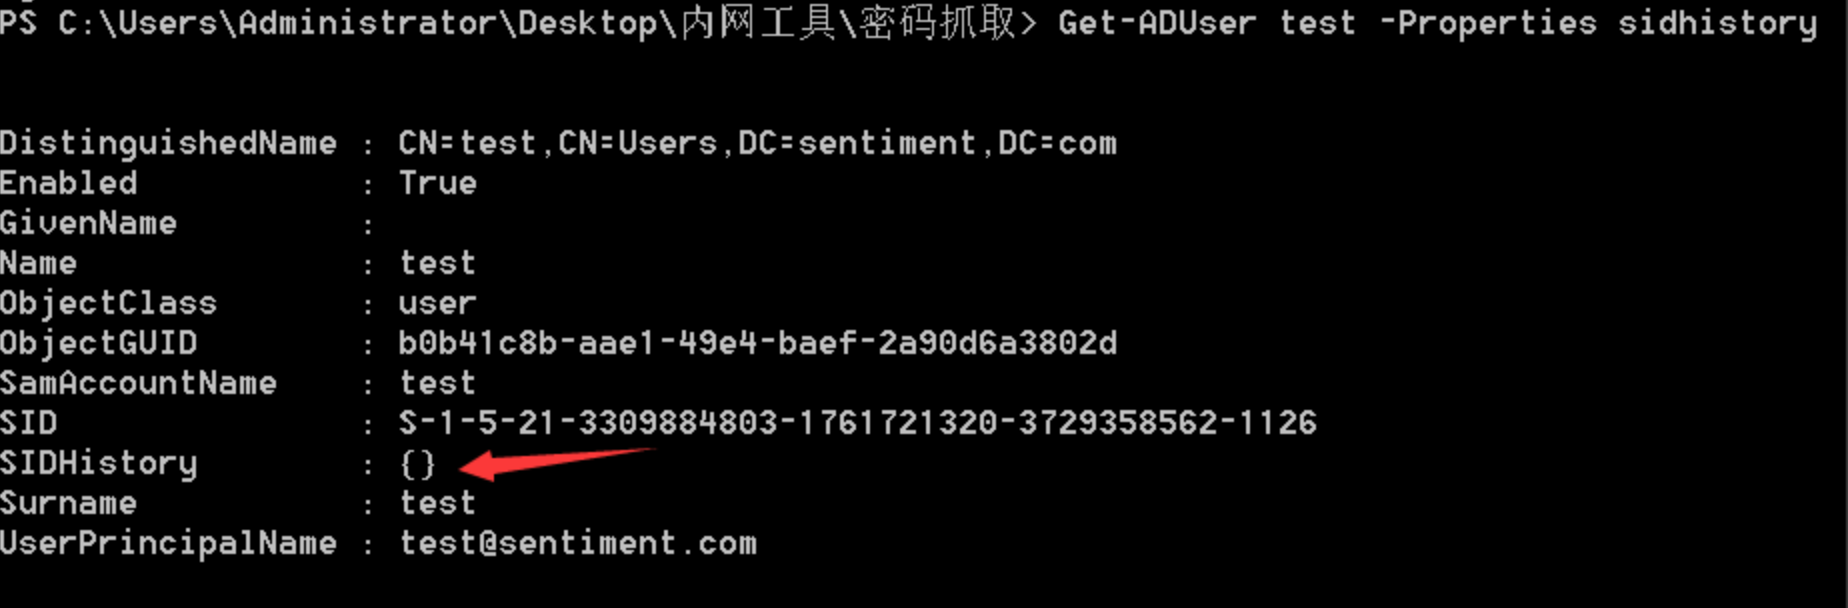 PS C:\Users\Administrator\Desktop\内网工具\密码抓取> Get-ADUser test -Properties sidhistory
DistinguishedName : CN=test,CN=Users,DC=sentiment,DC=com
Enabled           : True
GivenName         :
Name              : test
ObjectClass       : user
ObjectGUID        : b0b41c8b-aae1-49e4-baef-2a90d6a3802d
SamAccountName    : test
SID               : S-1-5-21-3309884803-1761721320-3729358562-1126
SIDHistory        : {}
Surname           : test
UserPrincipalName : test@sentiment.com